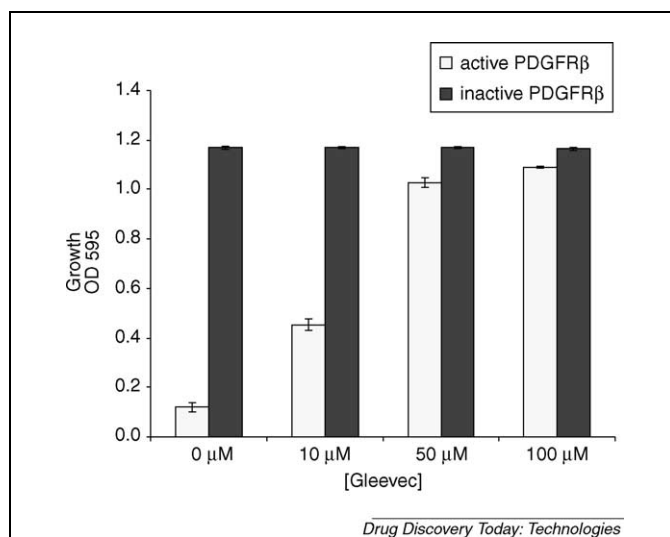 active PDGFRβ
inactive PDGFRβ
1.4
1.2
1.0
0.8
0.6
0.4
0.2
0.0
Growth
OD 595
0 μM 10 μM 50 μM 100 μM
[Gleevec]
Drug Discovery Today: Technologies